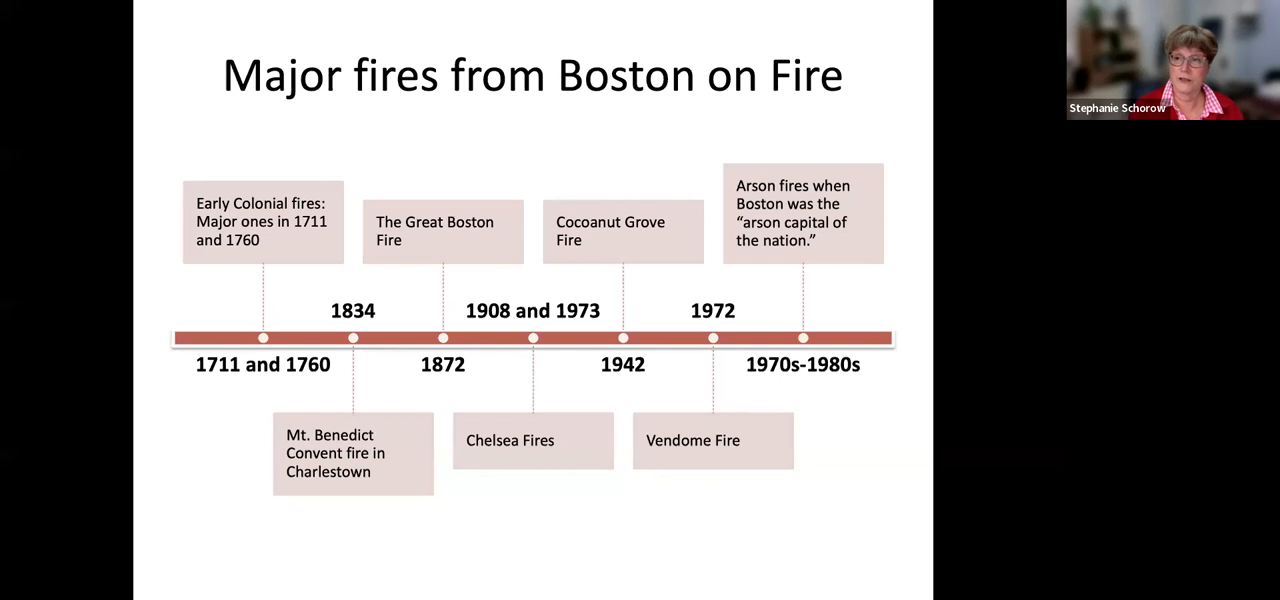 Major fires from Boston on Fire
Stephanie Schorow
Early Colonial fires:
Major ones in 1711
and 1760
The Great Boston
Fire
Cocoanut Grove
Fire
Arson fires when
Boston was the
“arson capital of
the nation.”
1834
1908 and 1973
1972
1711 and 1760
1872
1942
1970s-1980s
Mt. Benedict
Convent fire in
Charlestown
Chelsea Fires
Vendome Fire